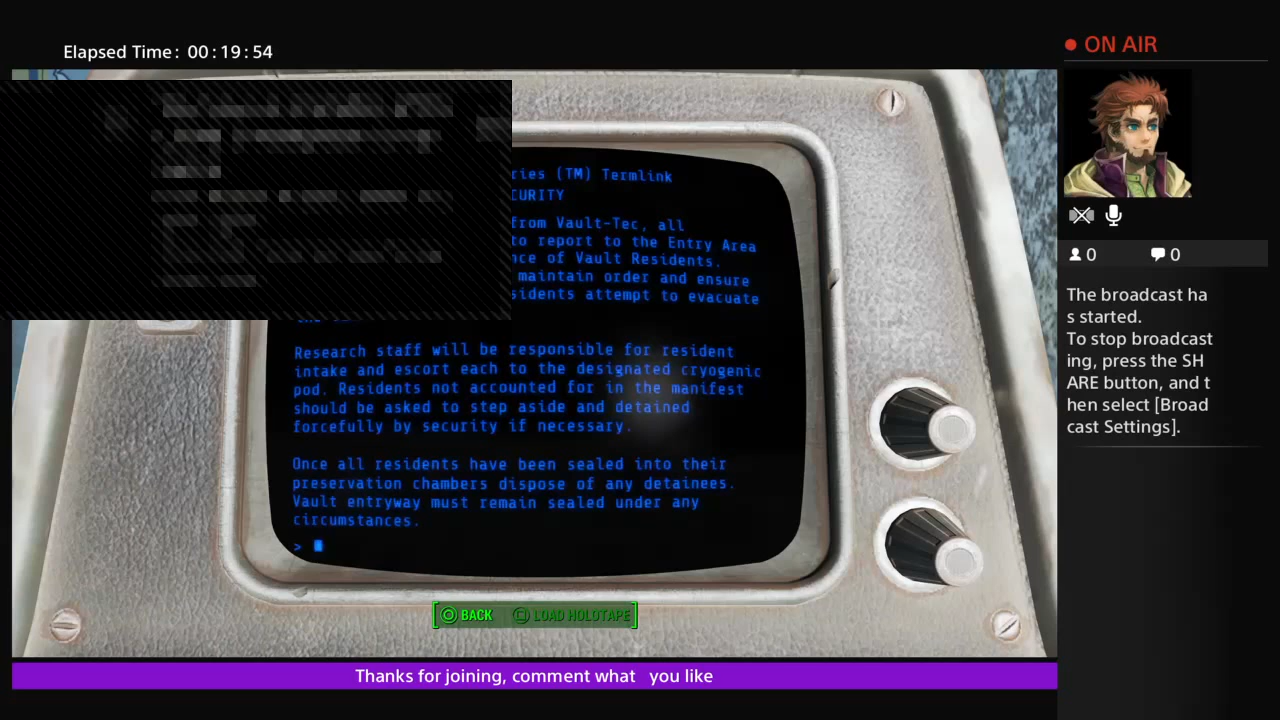 Elapsed Time: 00:19:54
ON AIR
ries (TM) Termlink
CURITY
from Vault-Tec, all
to report to the Entry Area
of Vault Residents.
maintain order and ensure
attempt to evacuate
Research staff will be responsible for resident
intake and escort each to the designated cryogenic
pod. Residents not accounted for in the manifest
should be asked to step aside and detained
forcefully by security if necessary.
Once all residents have been sealed into their
preservation chambers dispose of any detainees.
Vault entryway must remain sealed under any
circumstances.
>
BACK LOAD HOLOTAPE
Thanks for joining, comment what you like
0 0
The broadcast ha
s started.
To stop broadcast
ing, press the SH
ARE button, and t
hen select [Broad
cast Settings].